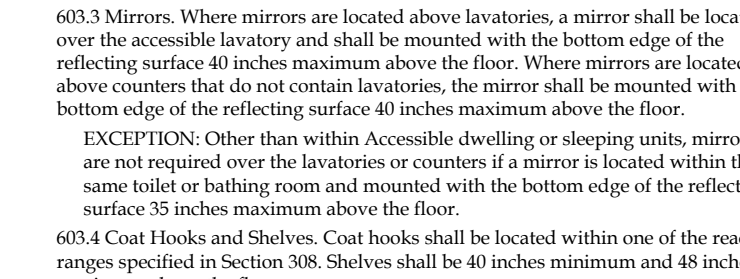 603.3 Mirrors. Where mirrors are located above lavatories, a mirror shall be loca
over the accessible lavatory and shall be mounted with the bottom edge of the
reflecting surface 40 inches maximum above the floor. Where mirrors are located
above counters that do not contain lavatories, the mirror shall be mounted with
bottom edge of the reflecting surface 40 inches maximum above the floor.
EXCEPTION: Other than within Accessible dwelling or sleeping units, mirro
are not required over the lavatories or counters if a mirror is located within th
same toilet or bathing room and mounted with the bottom edge of the reflect
surface 35 inches maximum above the floor.
603.4 Coat Hooks and Shelves. Coat hooks shall be located within one of the rea
ranges specified in Section 308. Shelves shall be 40 inches minimum and 48 inch